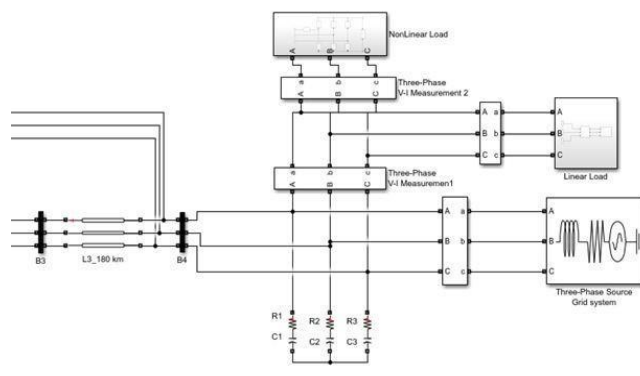 NonLinear Load
A B C
a b c
Three-Phase
V-I Measurement 2
A B C
A a A
B b B
C c C
Linear Load
a b c
Three-Phase
V-I Measuremen1
A B C
A a A
B b B
C c C
B3
L3_180 km
B4
Three-Phase Source
Grid system
R1 R2 R3
C1 C2 C3